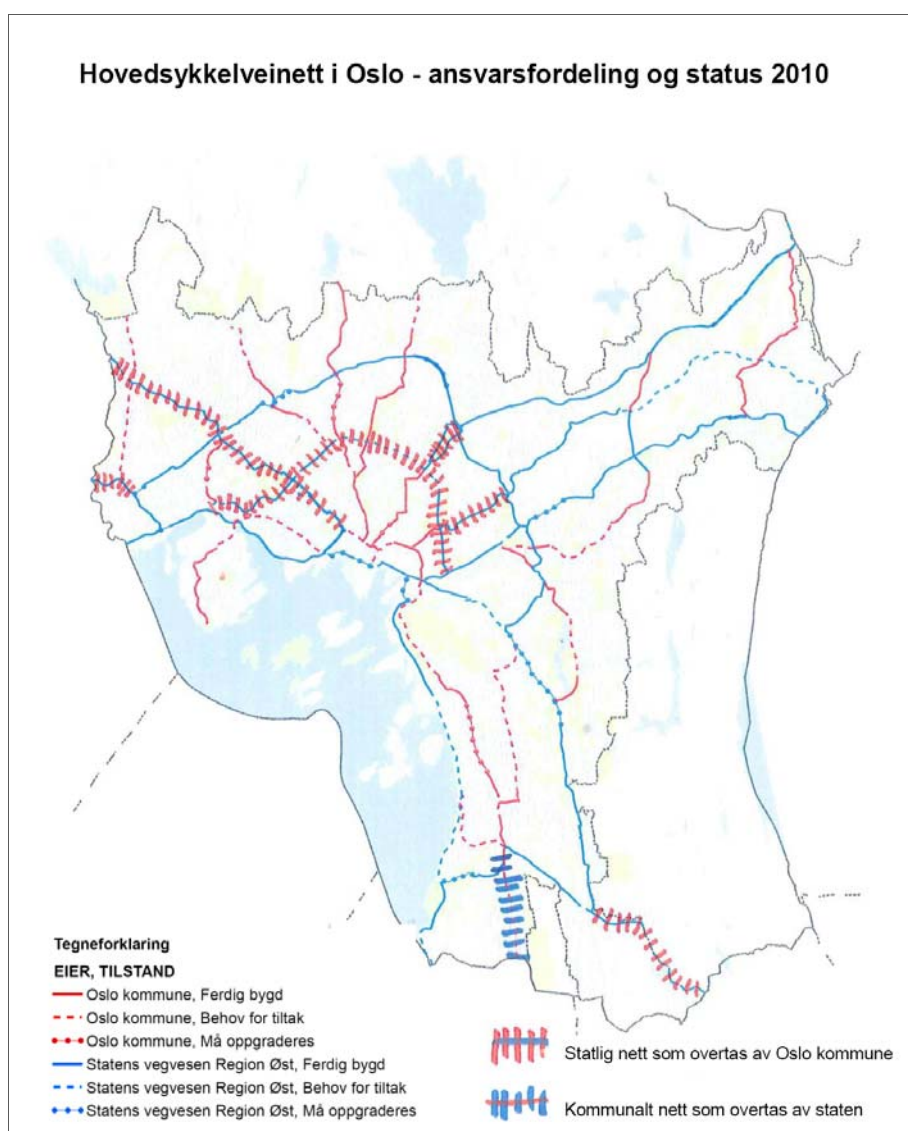 Hovedsykkelveinett i Oslo - ansvarsfordeling og status 2010
Tegneforklaring
EIER, TILSTAND
Oslo kommune, Ferdig bygd
Oslo kommune, Behov for tiltak
Oslo kommune, Må oppgraderes
Statens vegvesen Region Øst, Ferdig bygd
Statens vegvesen Region Øst, Behov for tiltak
Statens vegvesen Region Øst, Må oppgraderes
Statlig nett som overtas av Oslo kommune
Kommunalt nett som overtas av staten